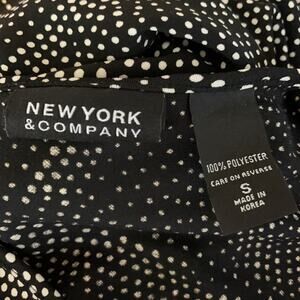 NEW YORK
& COMPANY
100% POLYESTER
CARE ON REVERSE
S
MADE IN
KOREA